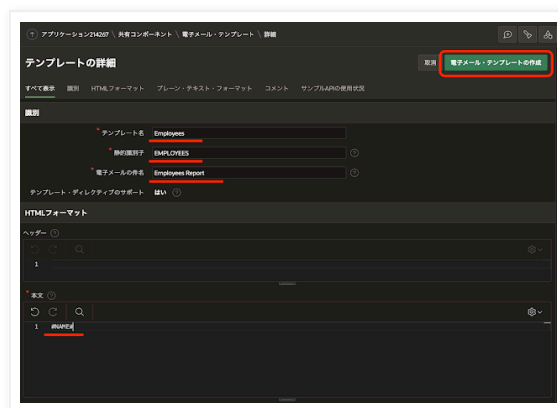 アプリケーション214267 \ 共有コンポーネント \ 電子メール・テンプレート \ 詳細
テンプレートの詳細
取消
電子メール・テンプレートの作成
すべて表示 識別 HTMLフォーマット プレーン・テキスト・フォーマット コメント サンプルAPIの使用状況
識別
* テンプレート名 Employees
* 静的識別子 EMPLOYEES
* 電子メールの件名 Employees Report
テンプレート・ディレクティブのサポート はい
HTMLフォーマット
ヘッダー
1
* 本文
1 #NAME#